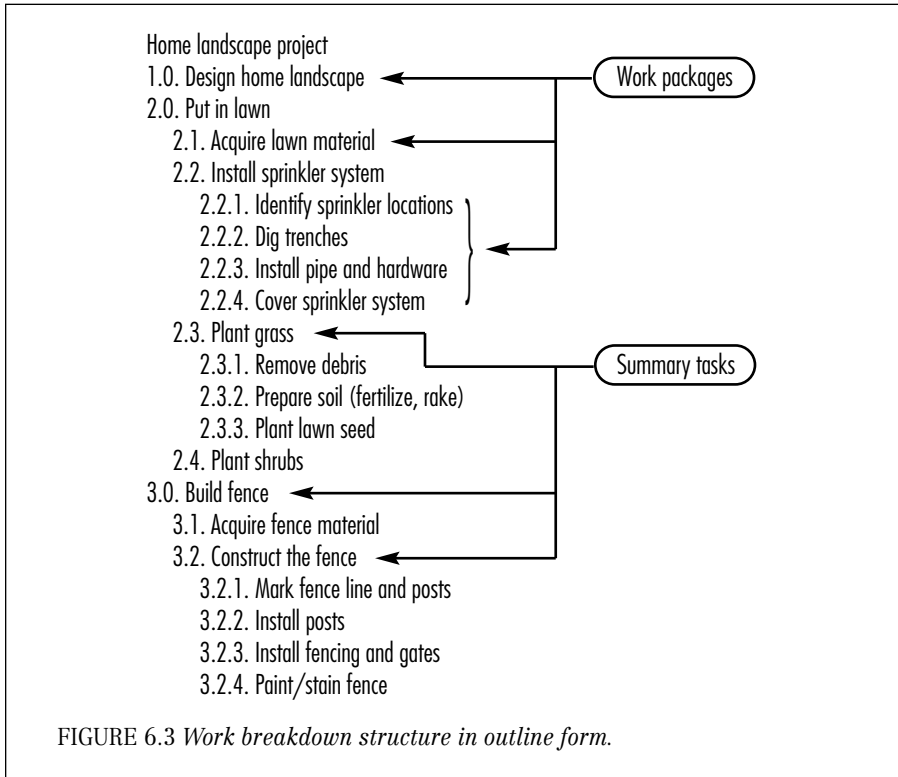 Home landscape project
1.0. Design home landscape
Work packages
2.0. Put in lawn
2.1. Acquire lawn material
2.2. Install sprinkler system
2.2.1. Identify sprinkler locations
2.2.2. Dig trenches
2.2.3. Install pipe and hardware
2.2.4. Cover sprinkler system
2.3. Plant grass
2.3.1. Remove debris
Summary tasks
2.3.2. Prepare soil (fertilize, rake)
2.3.3. Plant lawn seed
2.4. Plant shrubs
3.0. Build fence
3.1. Acquire fence material
3.2. Construct the fence
3.2.1. Mark fence line and posts
3.2.2. Install posts
3.2.3. Install fencing and gates
3.2.4. Paint/stain fence
FIGURE 6.3 Work breakdown structure in outline form.